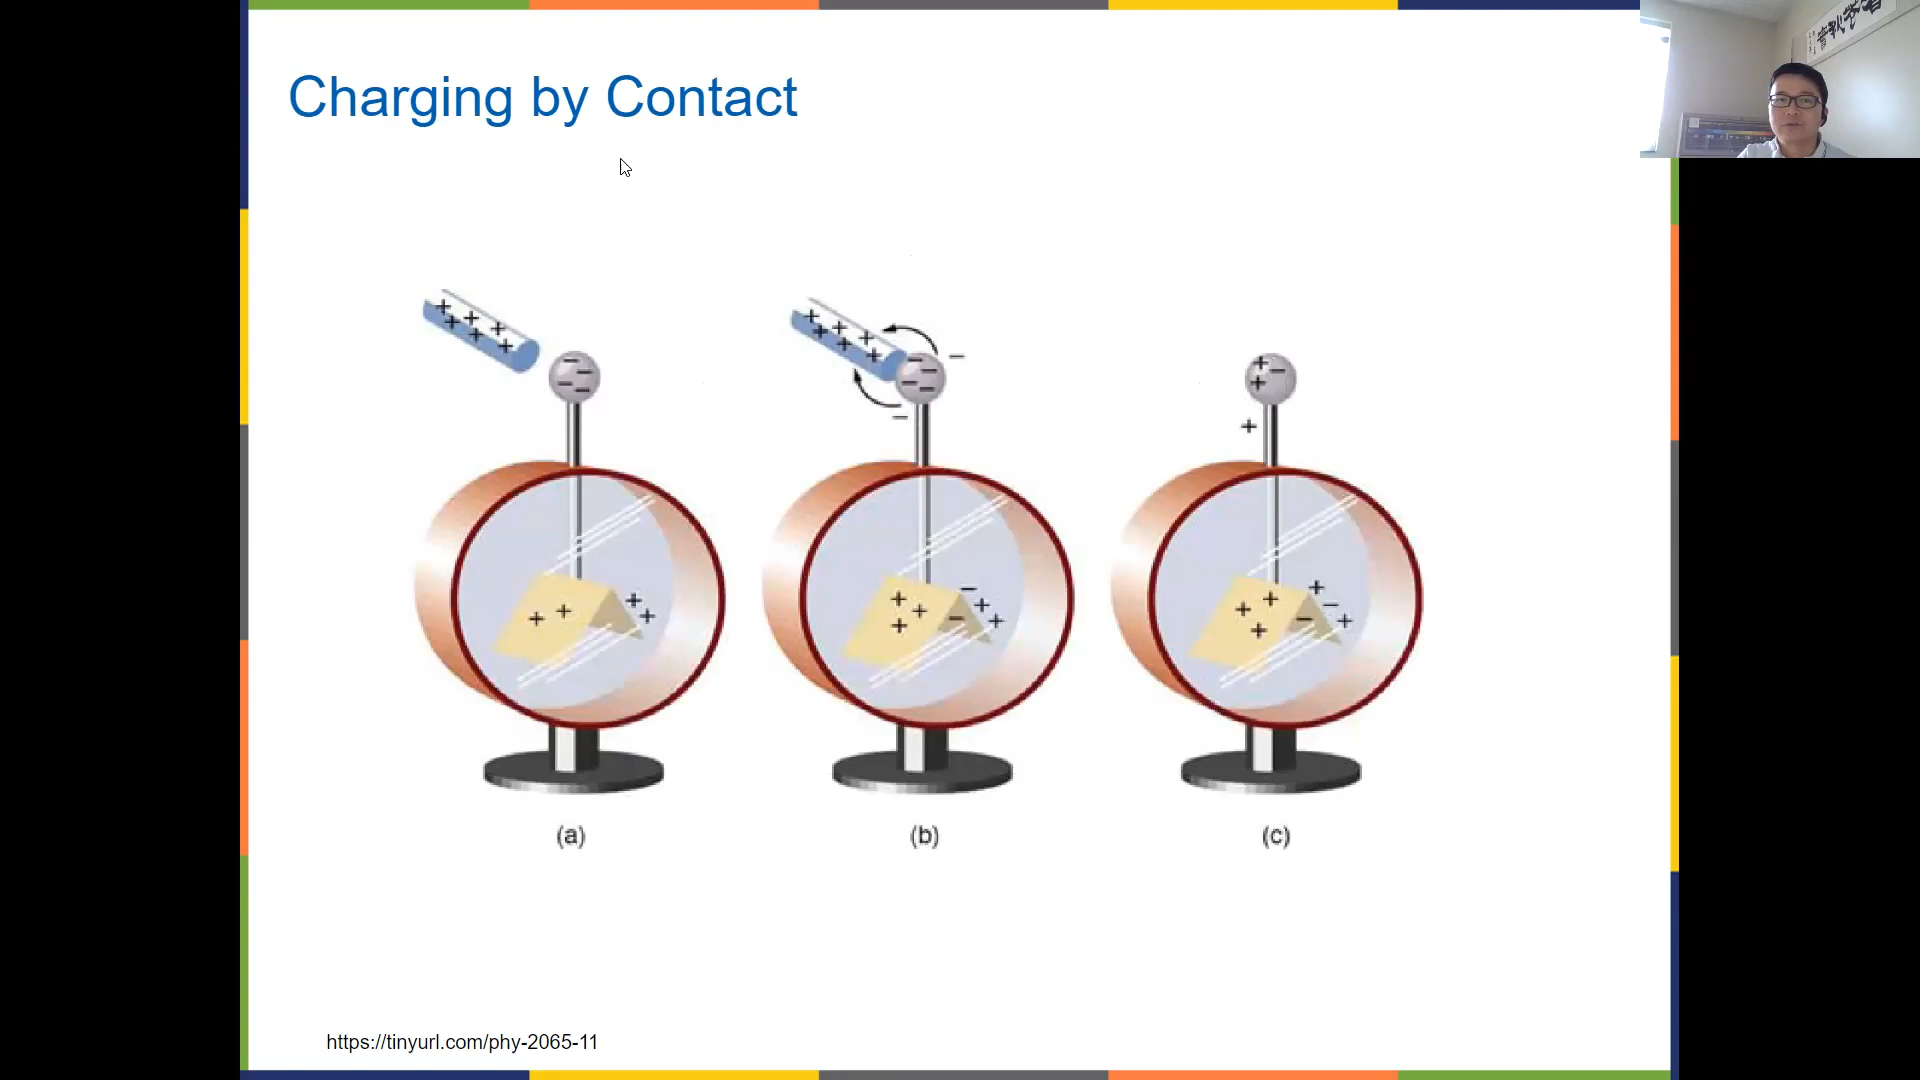 Charging by Contact
(a)
(b)
(c)
https://tinyurl.com/phy-2065-11